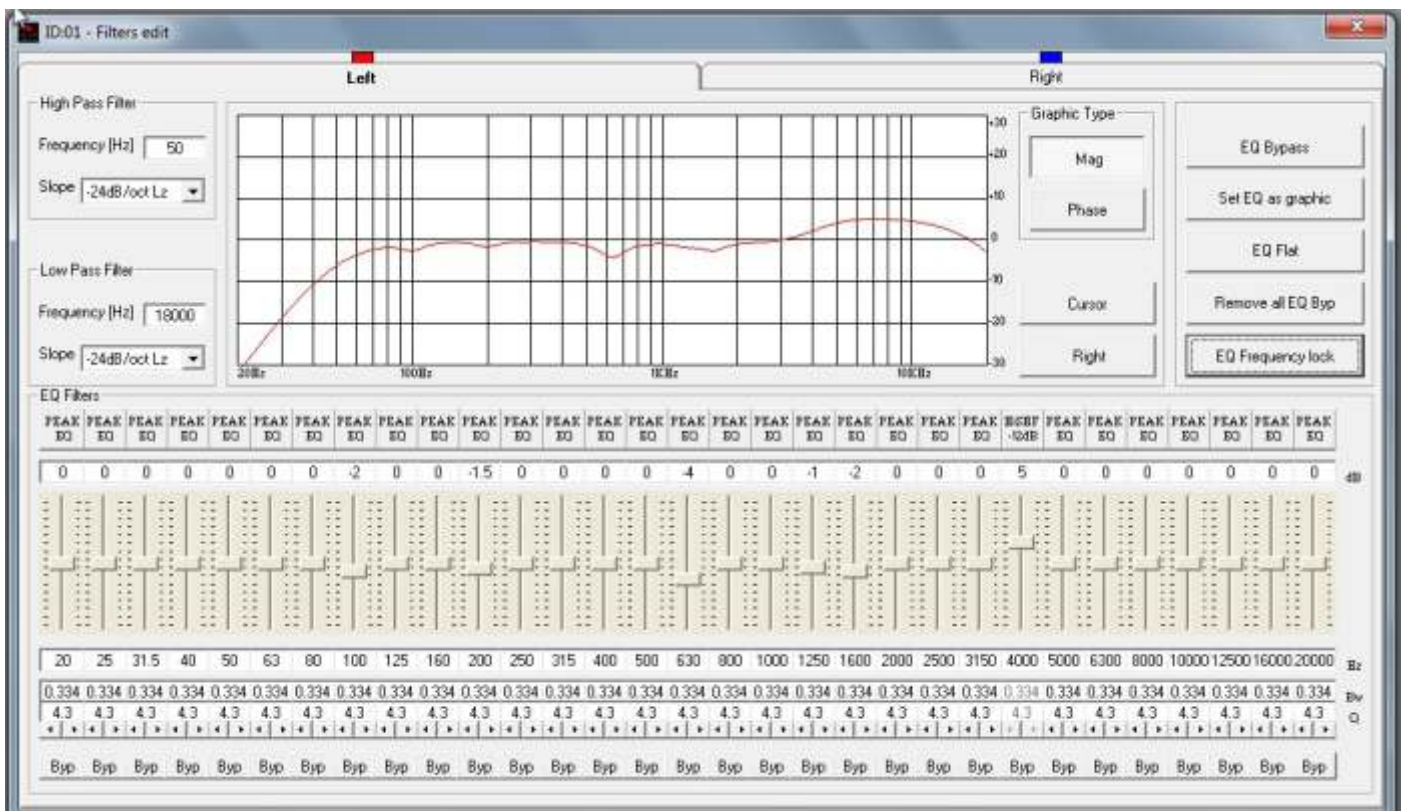 ID:01 - Filters edit
Left
Right
High Pass Filter
Frequency [Hz] 50
Slope -24dB/oct Lz
Low Pass Filter
Frequency [Hz] 18000
Slope -24dB/oct Lz
+30
+20
+10
0
-10
-20
-30
20Hz 100Hz 1KHz 10KHz
Graphic Type
Mag
Phase
Cursor
Right
EQ Bypass
Set EQ as graphic
EQ Flat
Remove all EQ Byp
EQ Frequency lock
EQ Filters
PEAK PEAK PEAK PEAK PEAK PEAK PEAK PEAK PEAK PEAK PEAK PEAK PEAK PEAK PEAK PEAK PEAK PEAK PEAK PEAK PEAK PEAK PEAK PEAK PEAK PEAK PEAK PEAK PEAK PEAK
EQ EQ EQ EQ EQ EQ EQ EQ EQ EQ EQ EQ EQ EQ EQ EQ EQ EQ EQ EQ EQ EQ EQ -12dB EQ EQ EQ EQ EQ EQ EQ
0 0 0 0 0 0 0 -2 0 0 -1.5 0 0 0 0 -4 0 0 -1 -2 0 0 0 5 0 0 0 0 0 0 0 dB
20 25 31.5 40 50 63 80 100 125 160 200 250 315 400 500 630 800 1000 1250 1600 2000 2500 3150 4000 5000 6300 8000 10000 12500 16000 20000 Hz
0.334 0.334 0.334 0.334 0.334 0.334 0.334 0.334 0.334 0.334 0.334 0.334 0.334 0.334 0.334 0.334 0.334 0.334 0.334 0.334 0.334 0.334 0.334 0.334 0.334 0.334 0.334 0.334 0.334 0.334 0.334 Bw
4.3 4.3 4.3 4.3 4.3 4.3 4.3 4.3 4.3 4.3 4.3 4.3 4.3 4.3 4.3 4.3 4.3 4.3 4.3 4.3 4.3 4.3 4.3 4.3 4.3 4.3 4.3 4.3 4.3 4.3 4.3 Q
Byp Byp Byp Byp Byp Byp Byp Byp Byp Byp Byp Byp Byp Byp Byp Byp Byp Byp Byp Byp Byp Byp Byp Byp Byp Byp Byp Byp Byp Byp Byp